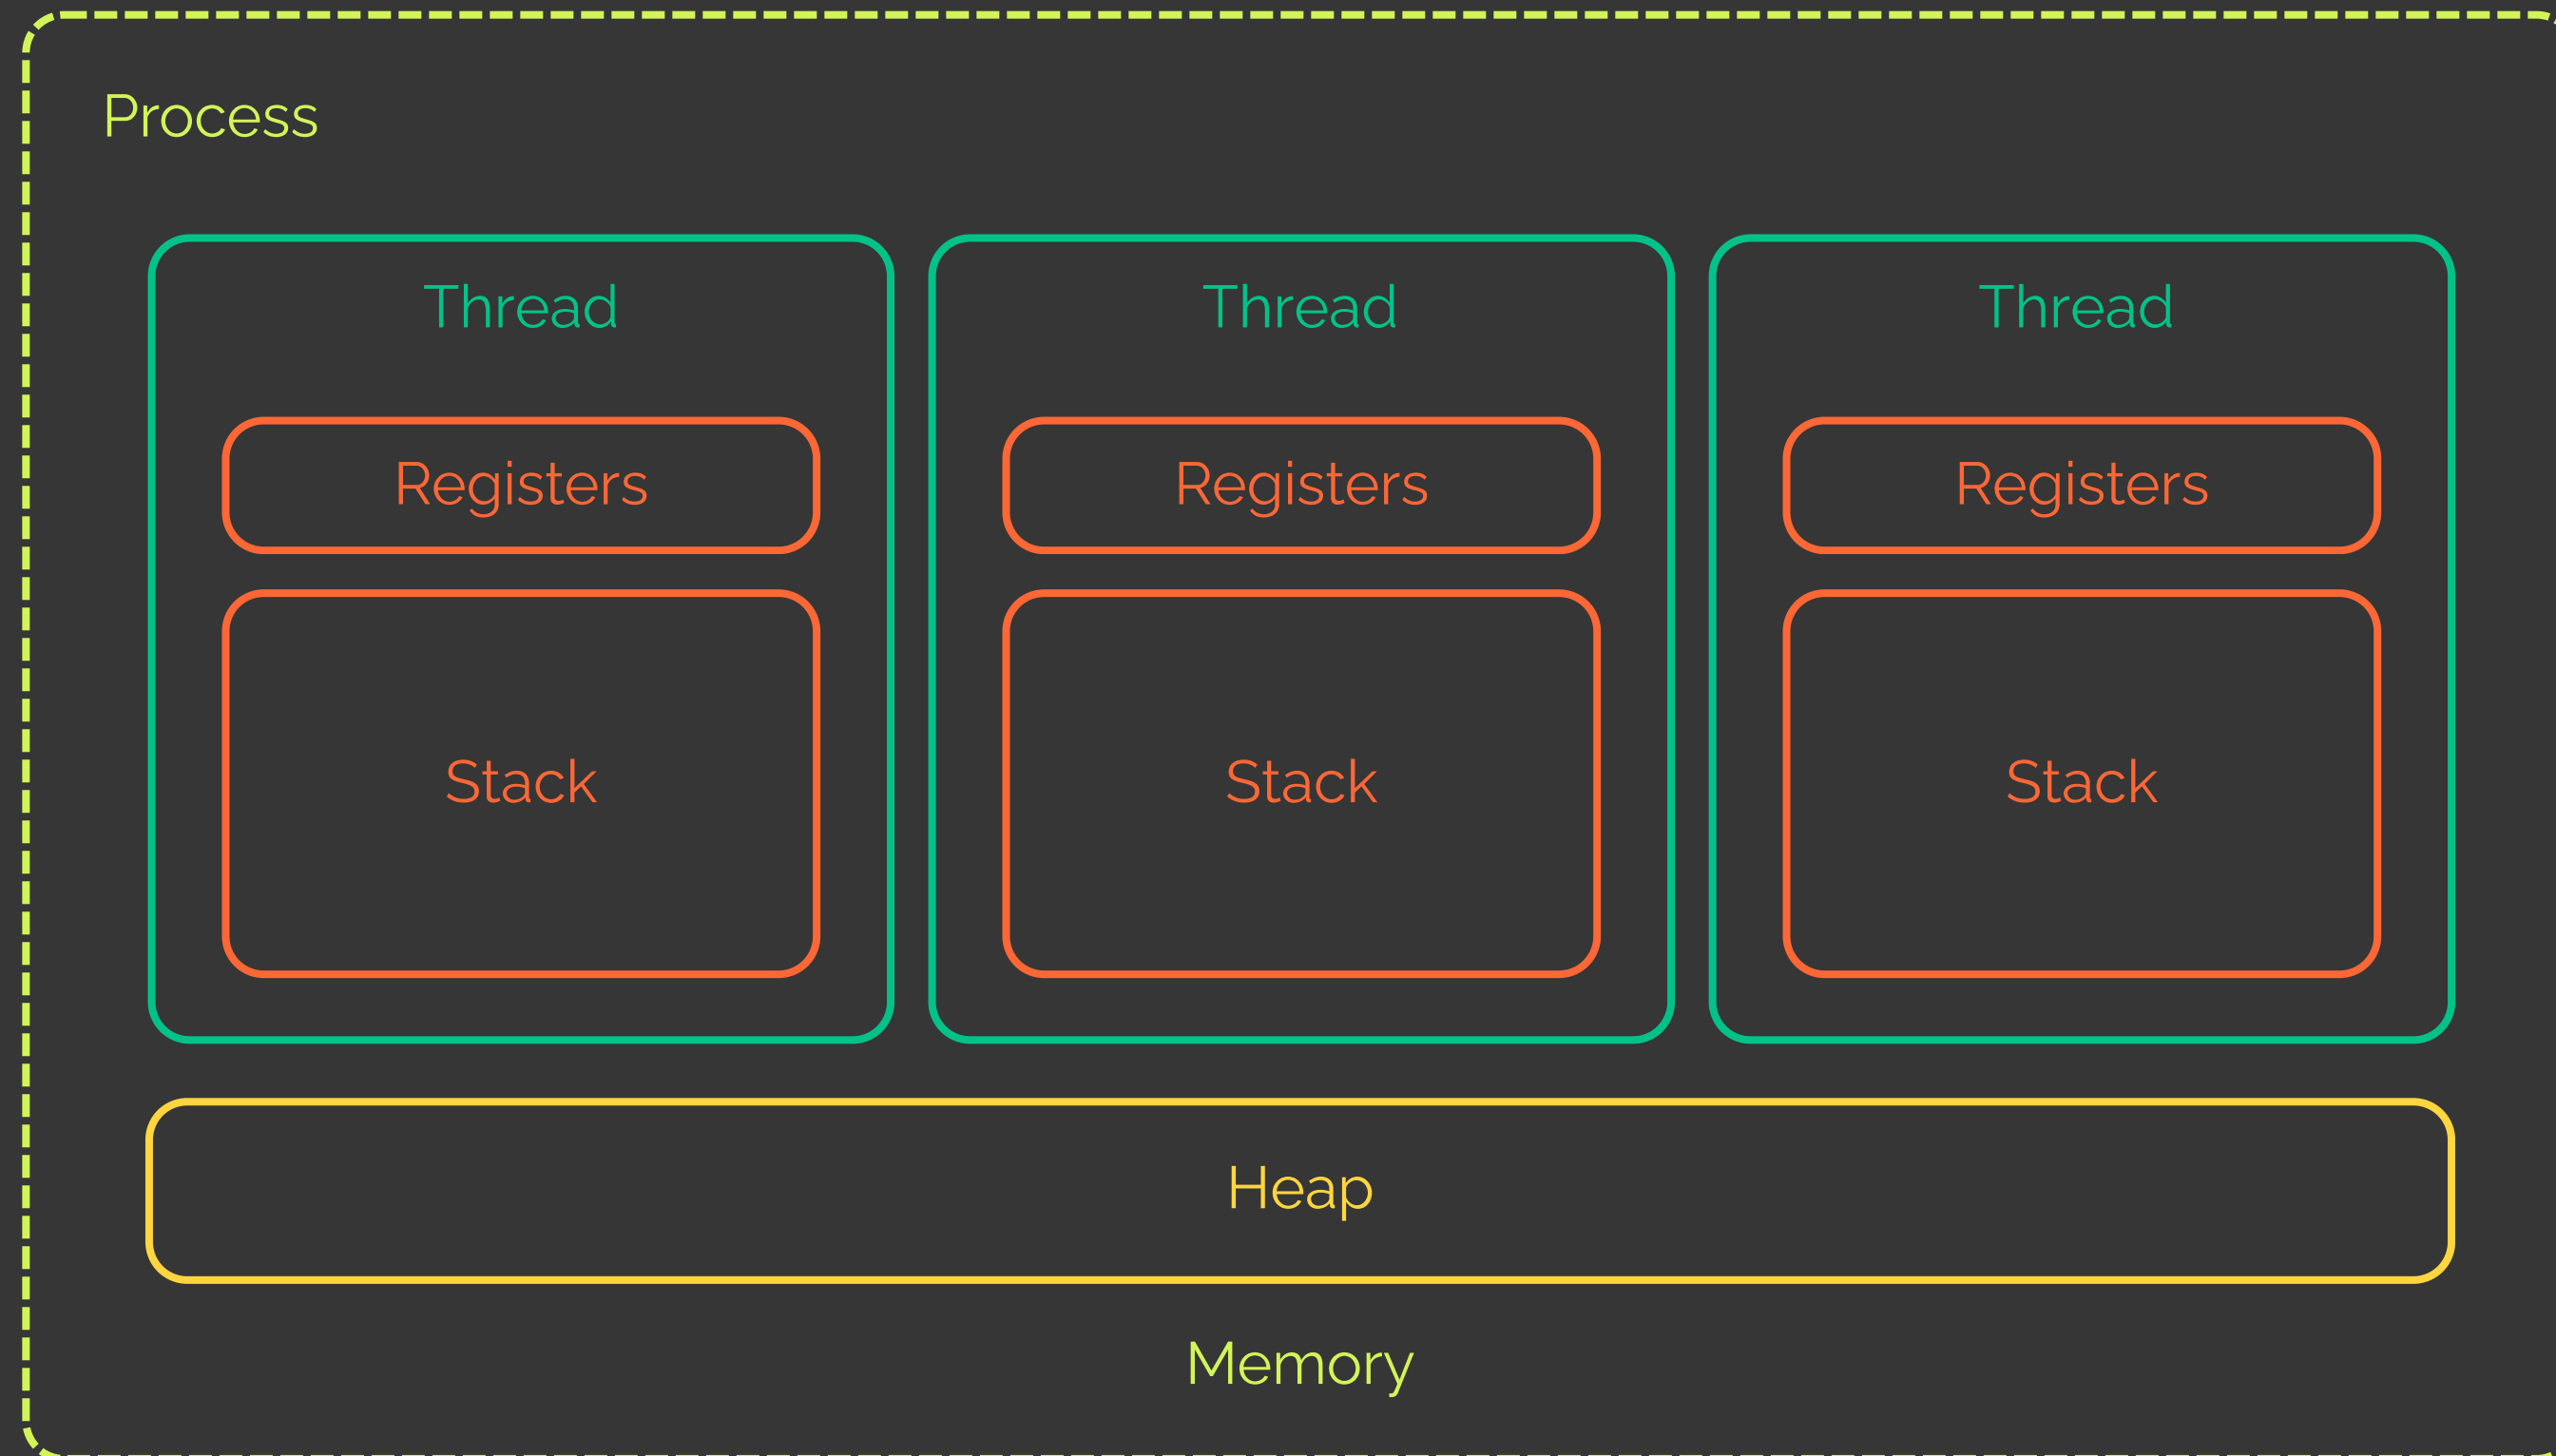 Process
Thread
Thread
Thread
Registers
Registers
Registers
Stack
Stack
Stack
Heap
Memory